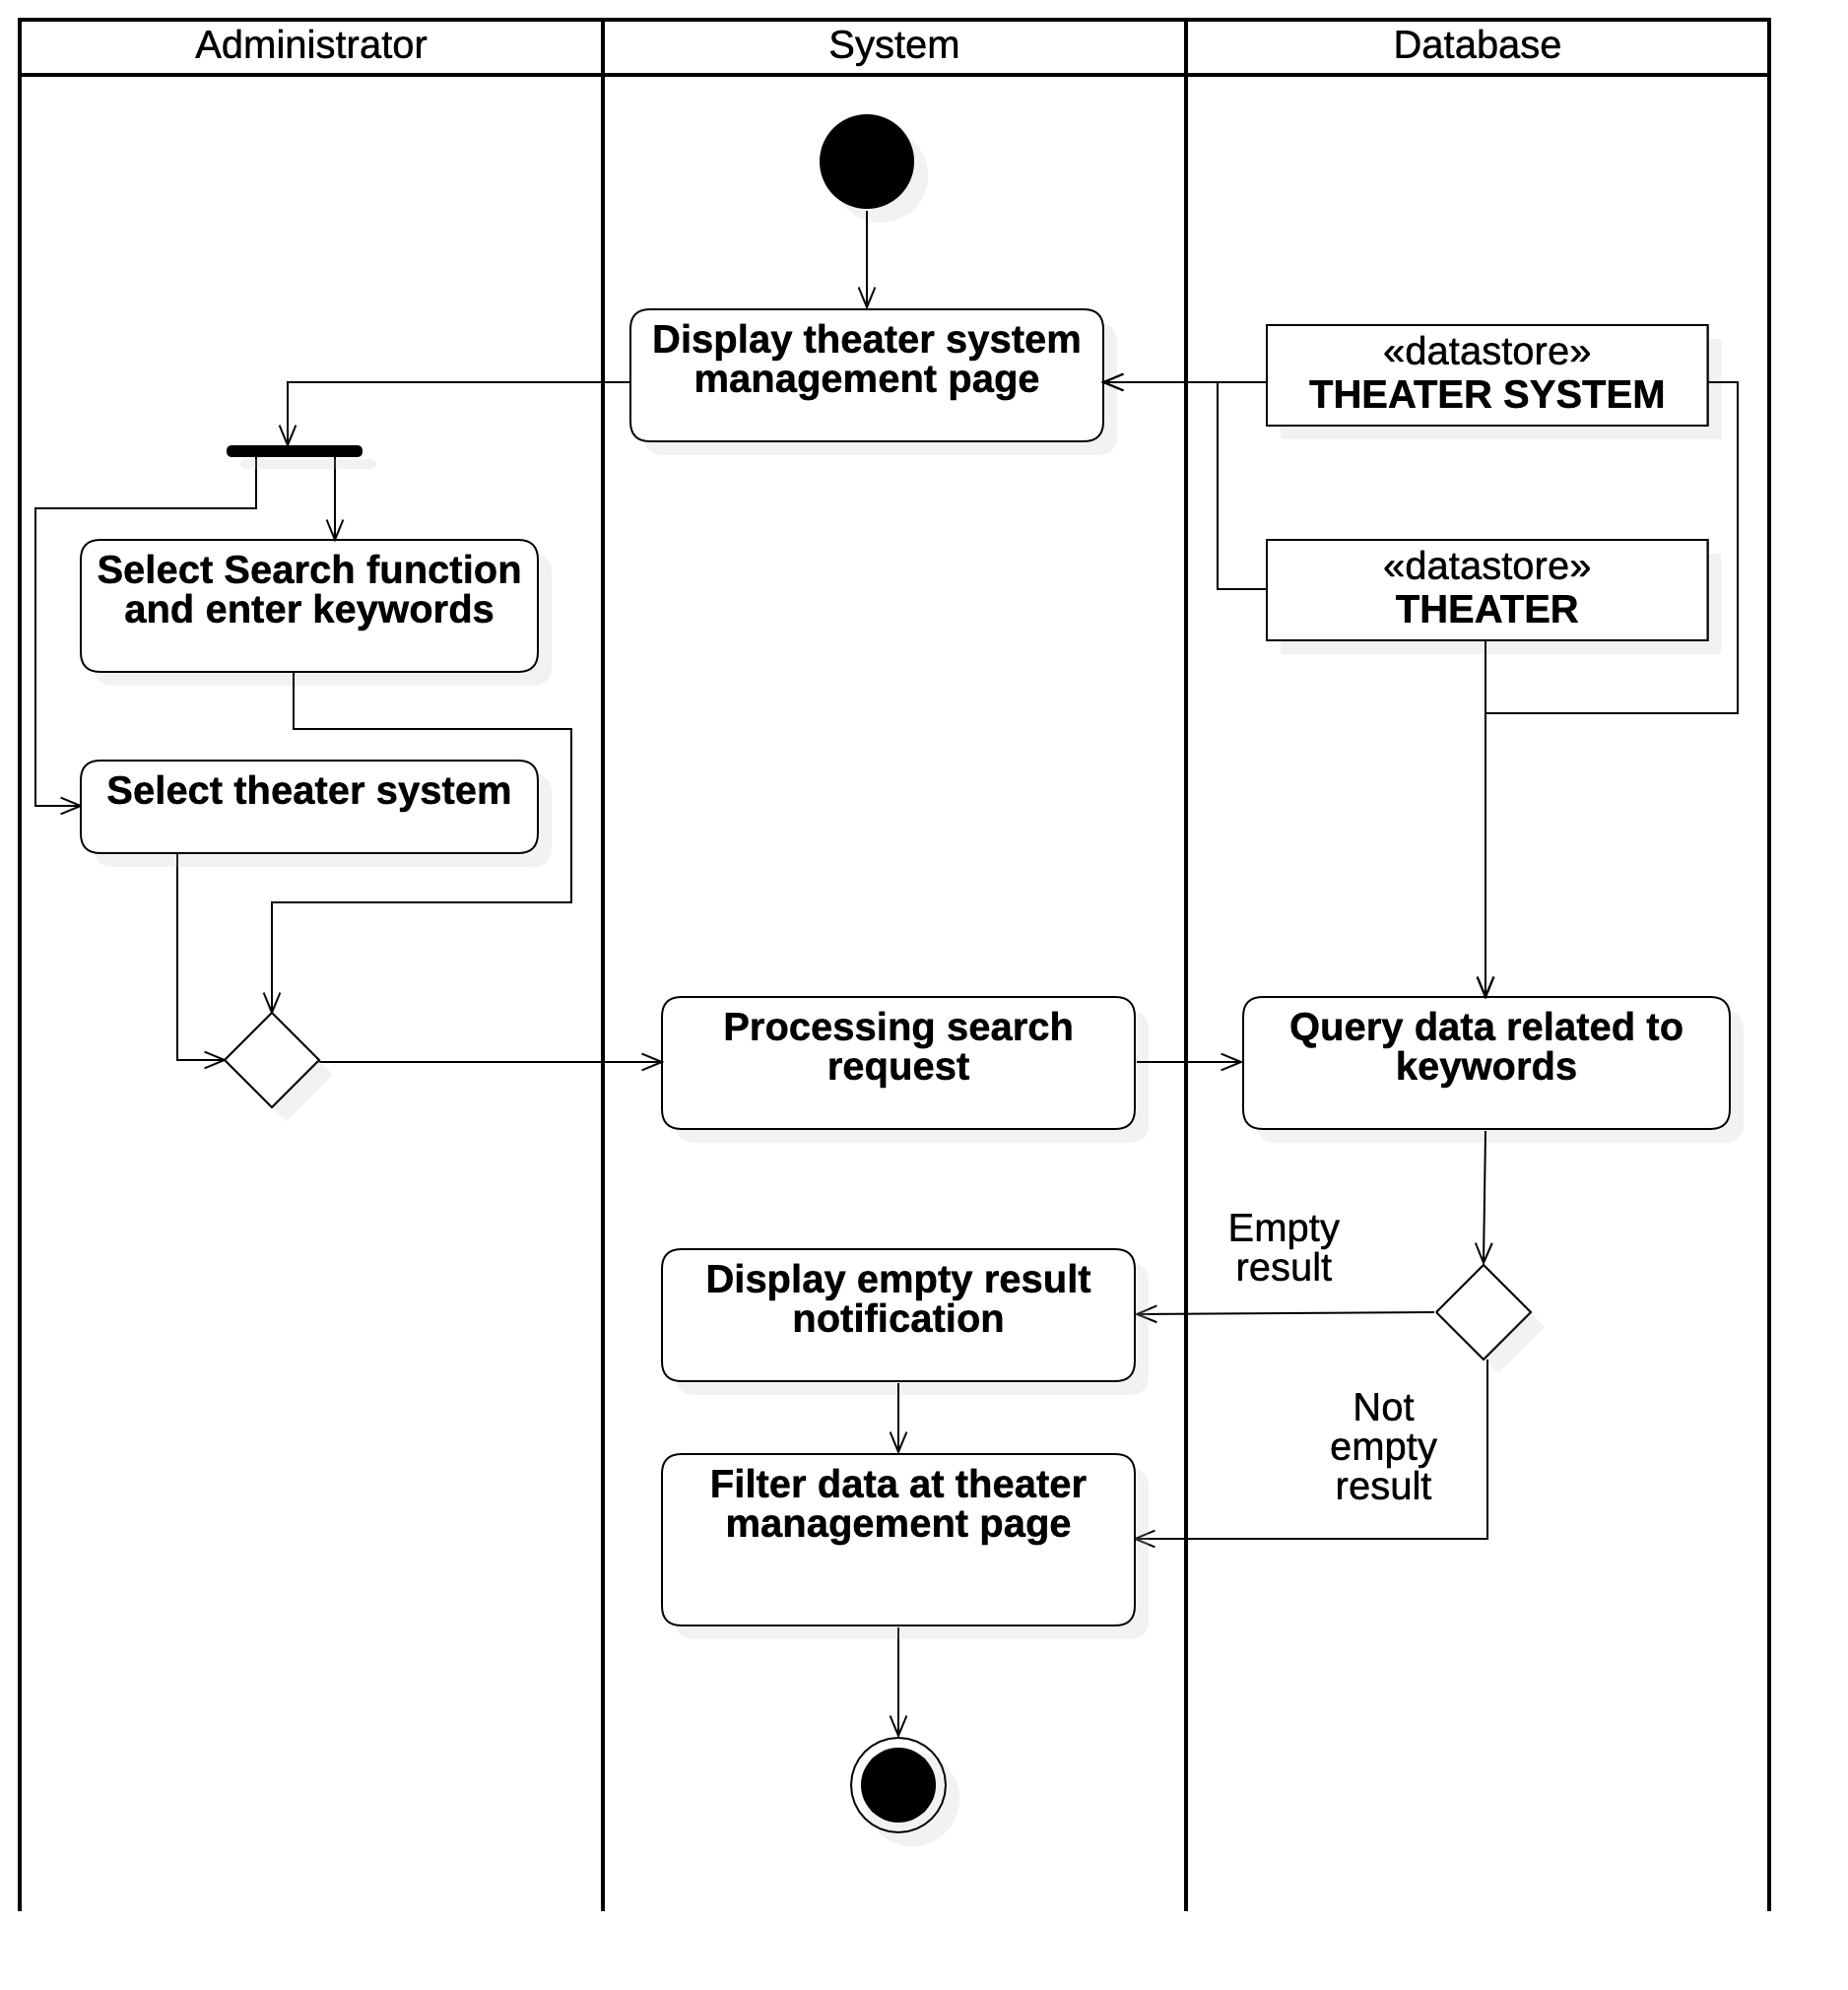 Administrator
System
Database
Display theater system
management page
«datastore»
THEATER SYSTEM
Select Search function
and enter keywords
«datastore»
THEATER
Select theater system
Processing search
request
Query data related to
keywords
Empty
result
Display empty result
notification
Not
empty
result
Filter data at theater
management page